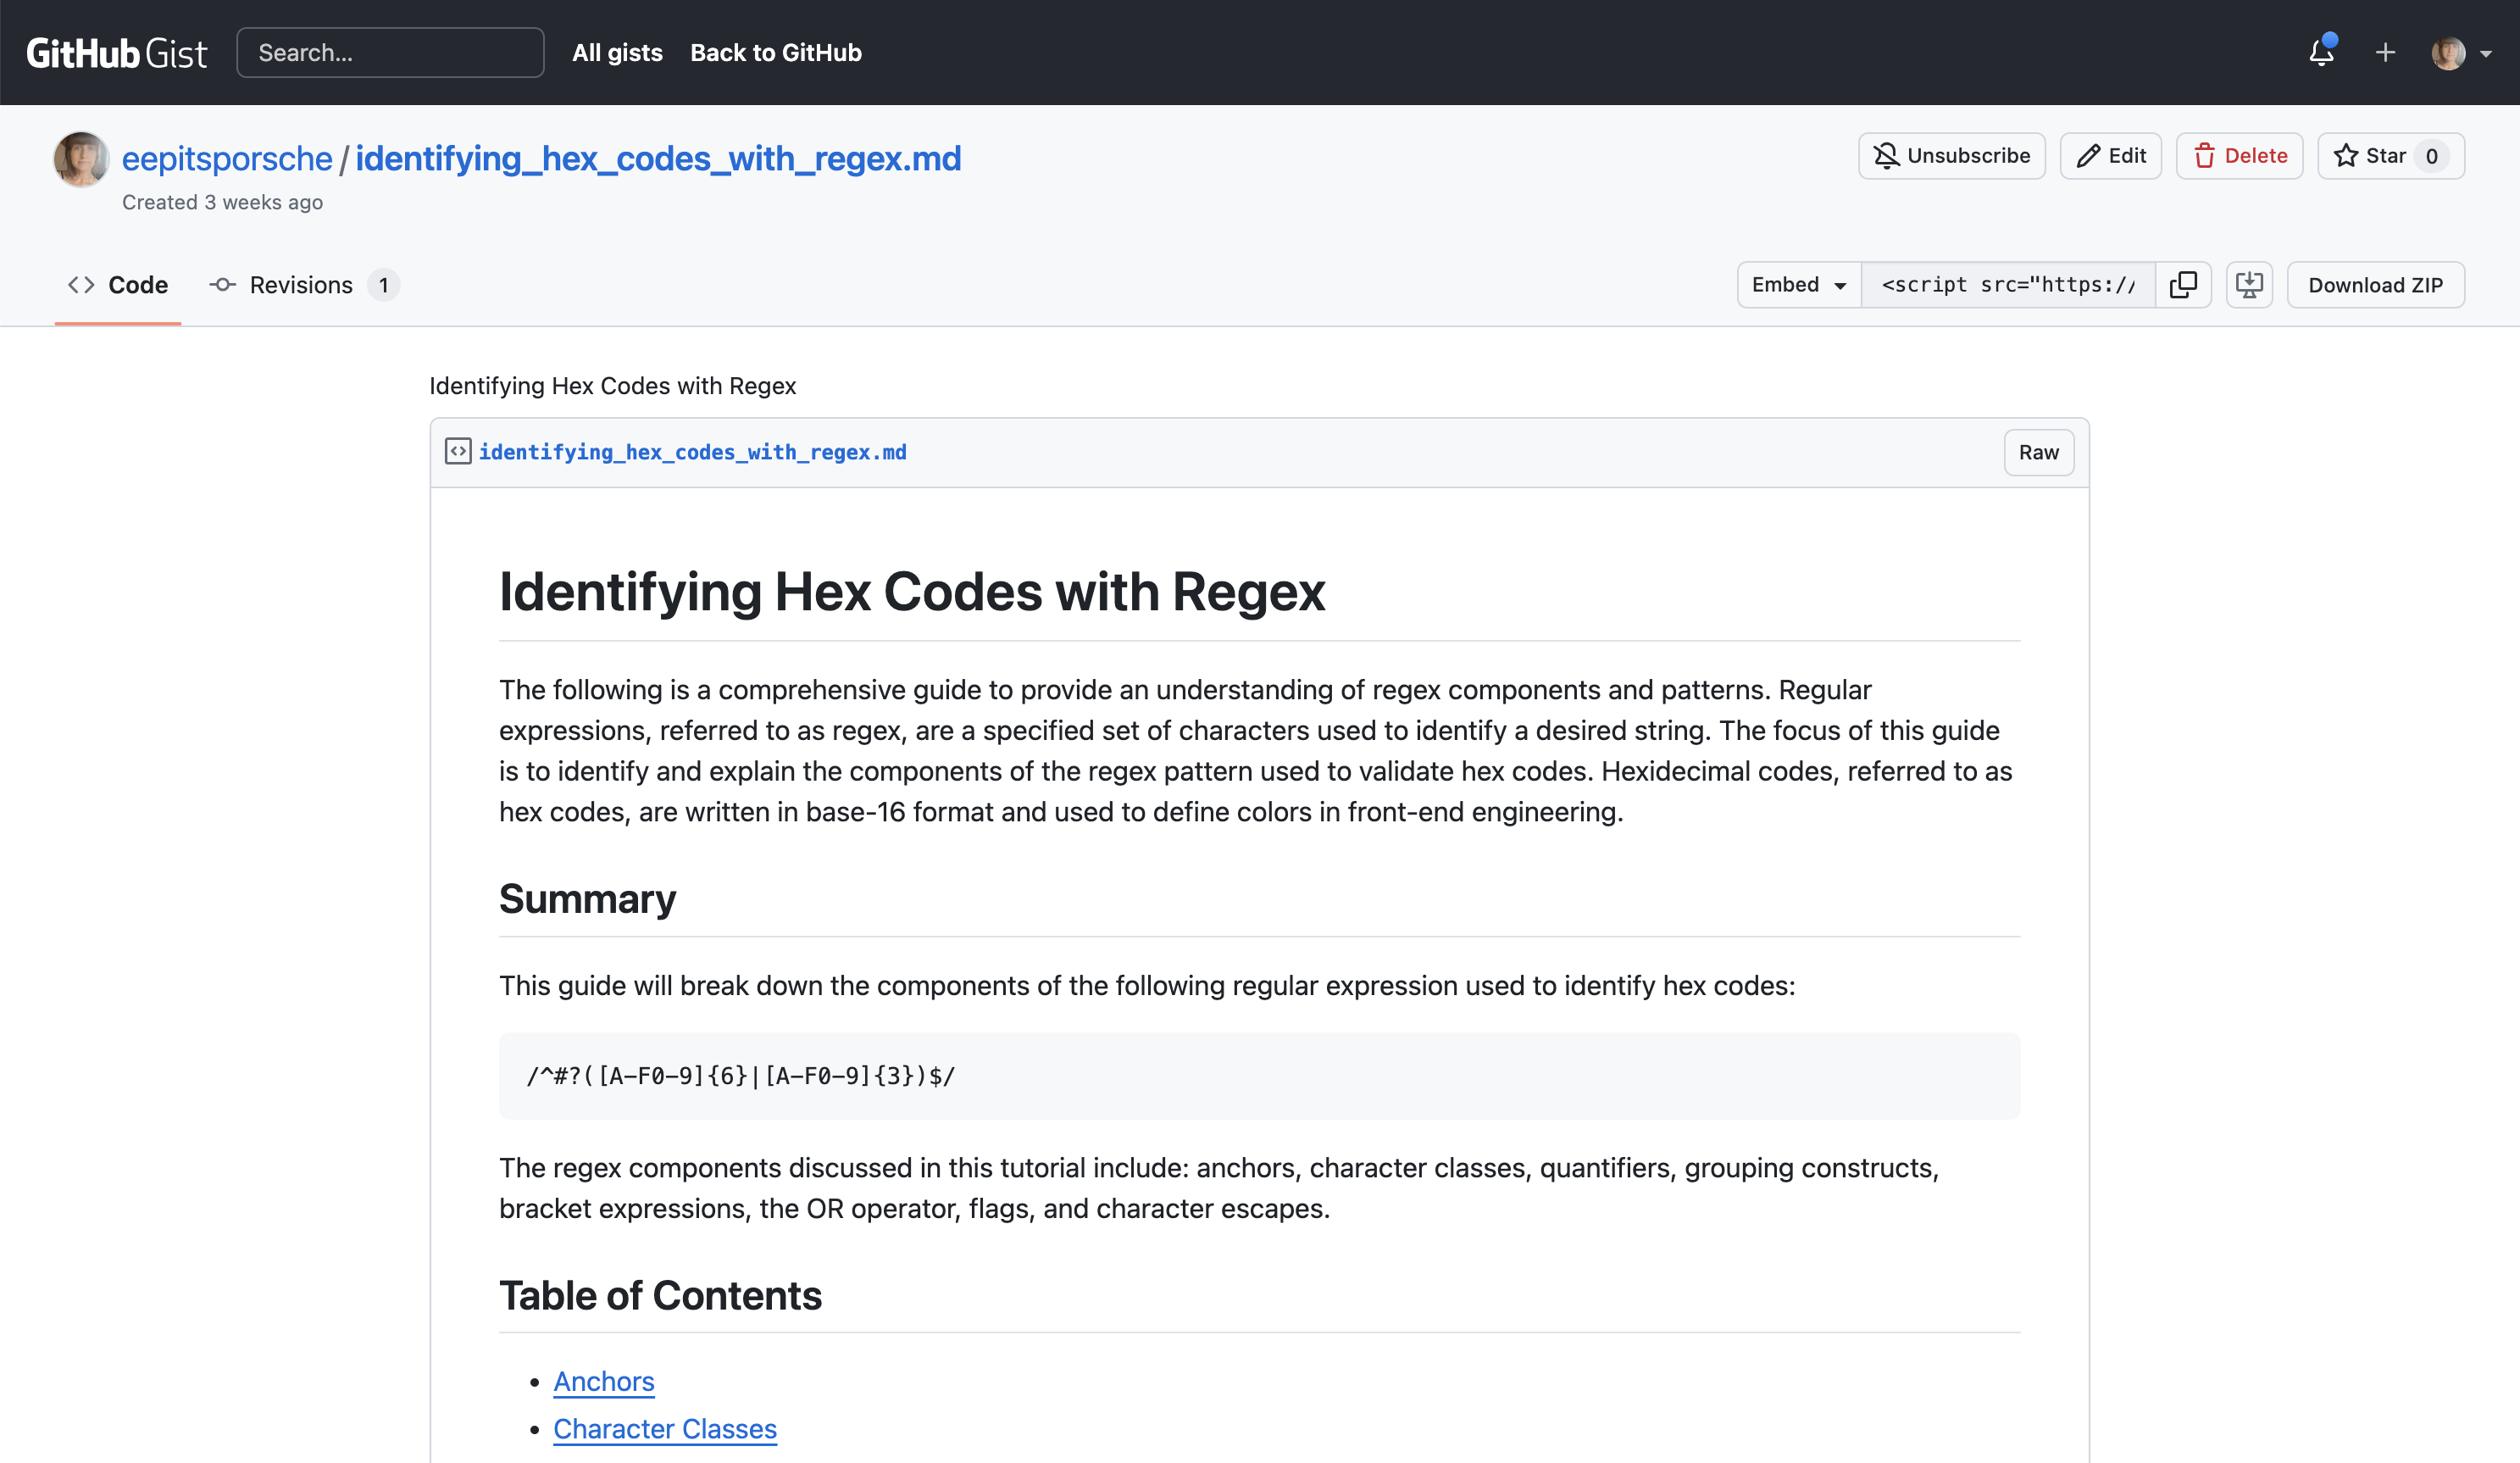 GitHub Gist Search... All gists Back to GitHub
eepitsporsche / identifying_hex_codes_with_regex.md
Unsubscribe Edit Delete Star 0
Created 3 weeks ago
Code Revisions 1
Embed <script src="https:// Download ZIP
Identifying Hex Codes with Regex
identifying_hex_codes_with_regex.md Raw
Identifying Hex Codes with Regex
The following is a comprehensive guide to provide an understanding of regex components and patterns. Regular
expressions, referred to as regex, are a specified set of characters used to identify a desired string. The focus of this guide
is to identify and explain the components of the regex pattern used to validate hex codes. Hexidecimal codes, referred to as
hex codes, are written in base-16 format and used to define colors in front-end engineering.
Summary
This guide will break down the components of the following regular expression used to identify hex codes:
/^#?([A-F0-9]{6}|[A-F0-9]{3})$/
The regex components discussed in this tutorial include: anchors, character classes, quantifiers, grouping constructs,
bracket expressions, the OR operator, flags, and character escapes.
Table of Contents
• Anchors
• Character Classes